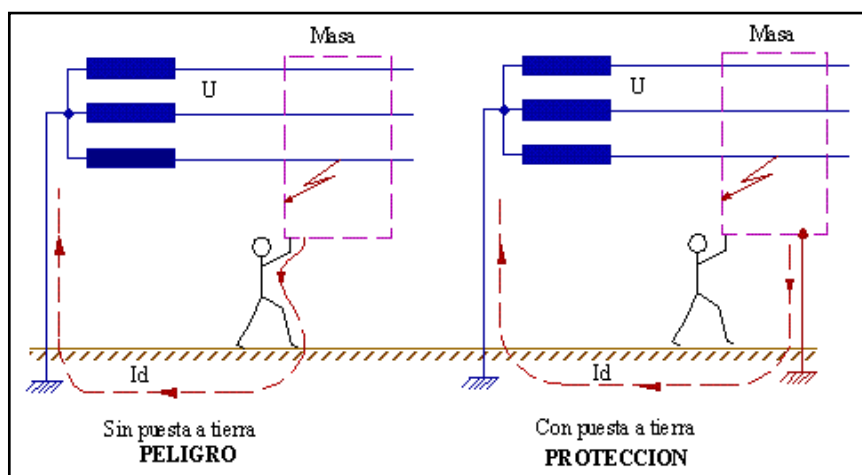 Masa
U
Id
Sin puesta a tierra
PELIGRO
Masa
U
Id
Con puesta a tierra
PROTECCION